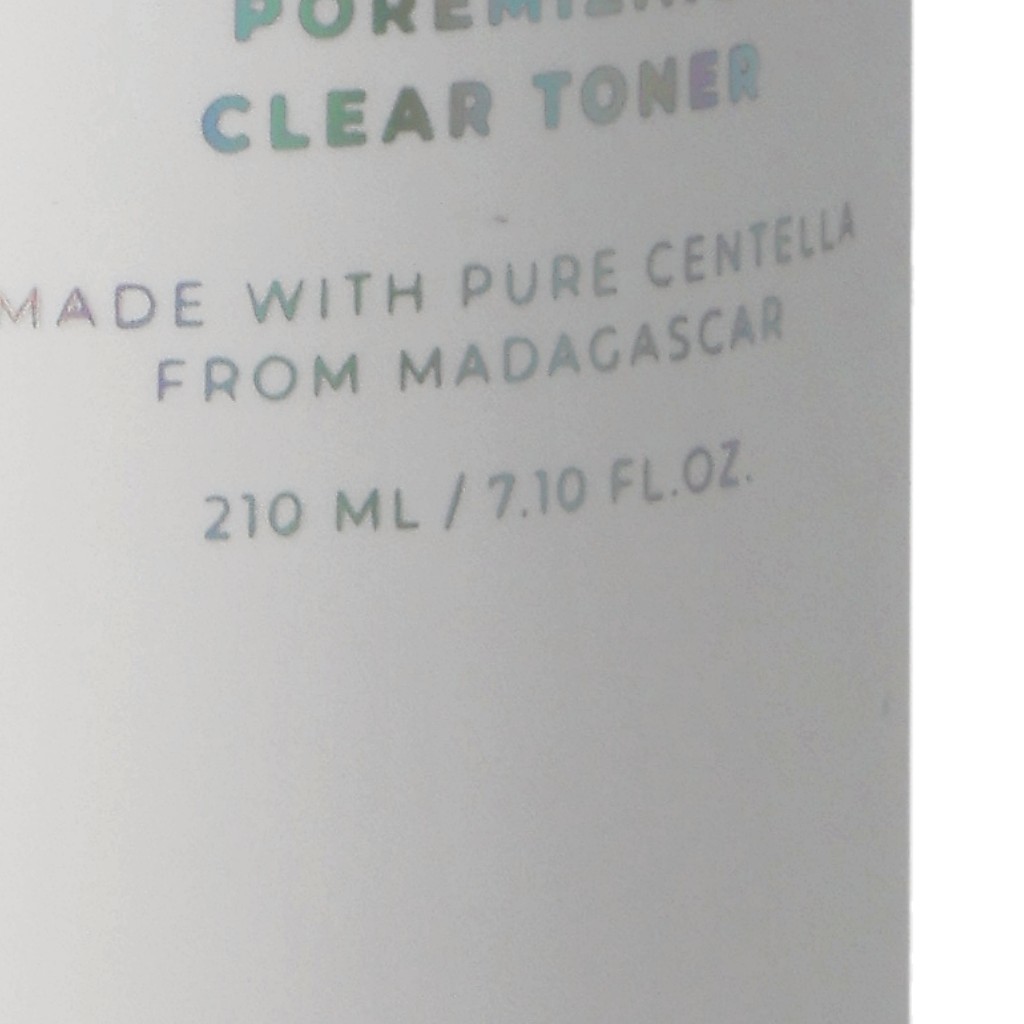 CLEAR TONER
MADE WITH PURE CENTELLA
FROM MADAGASCAR
210 ML / 7.10 FL.OZ.